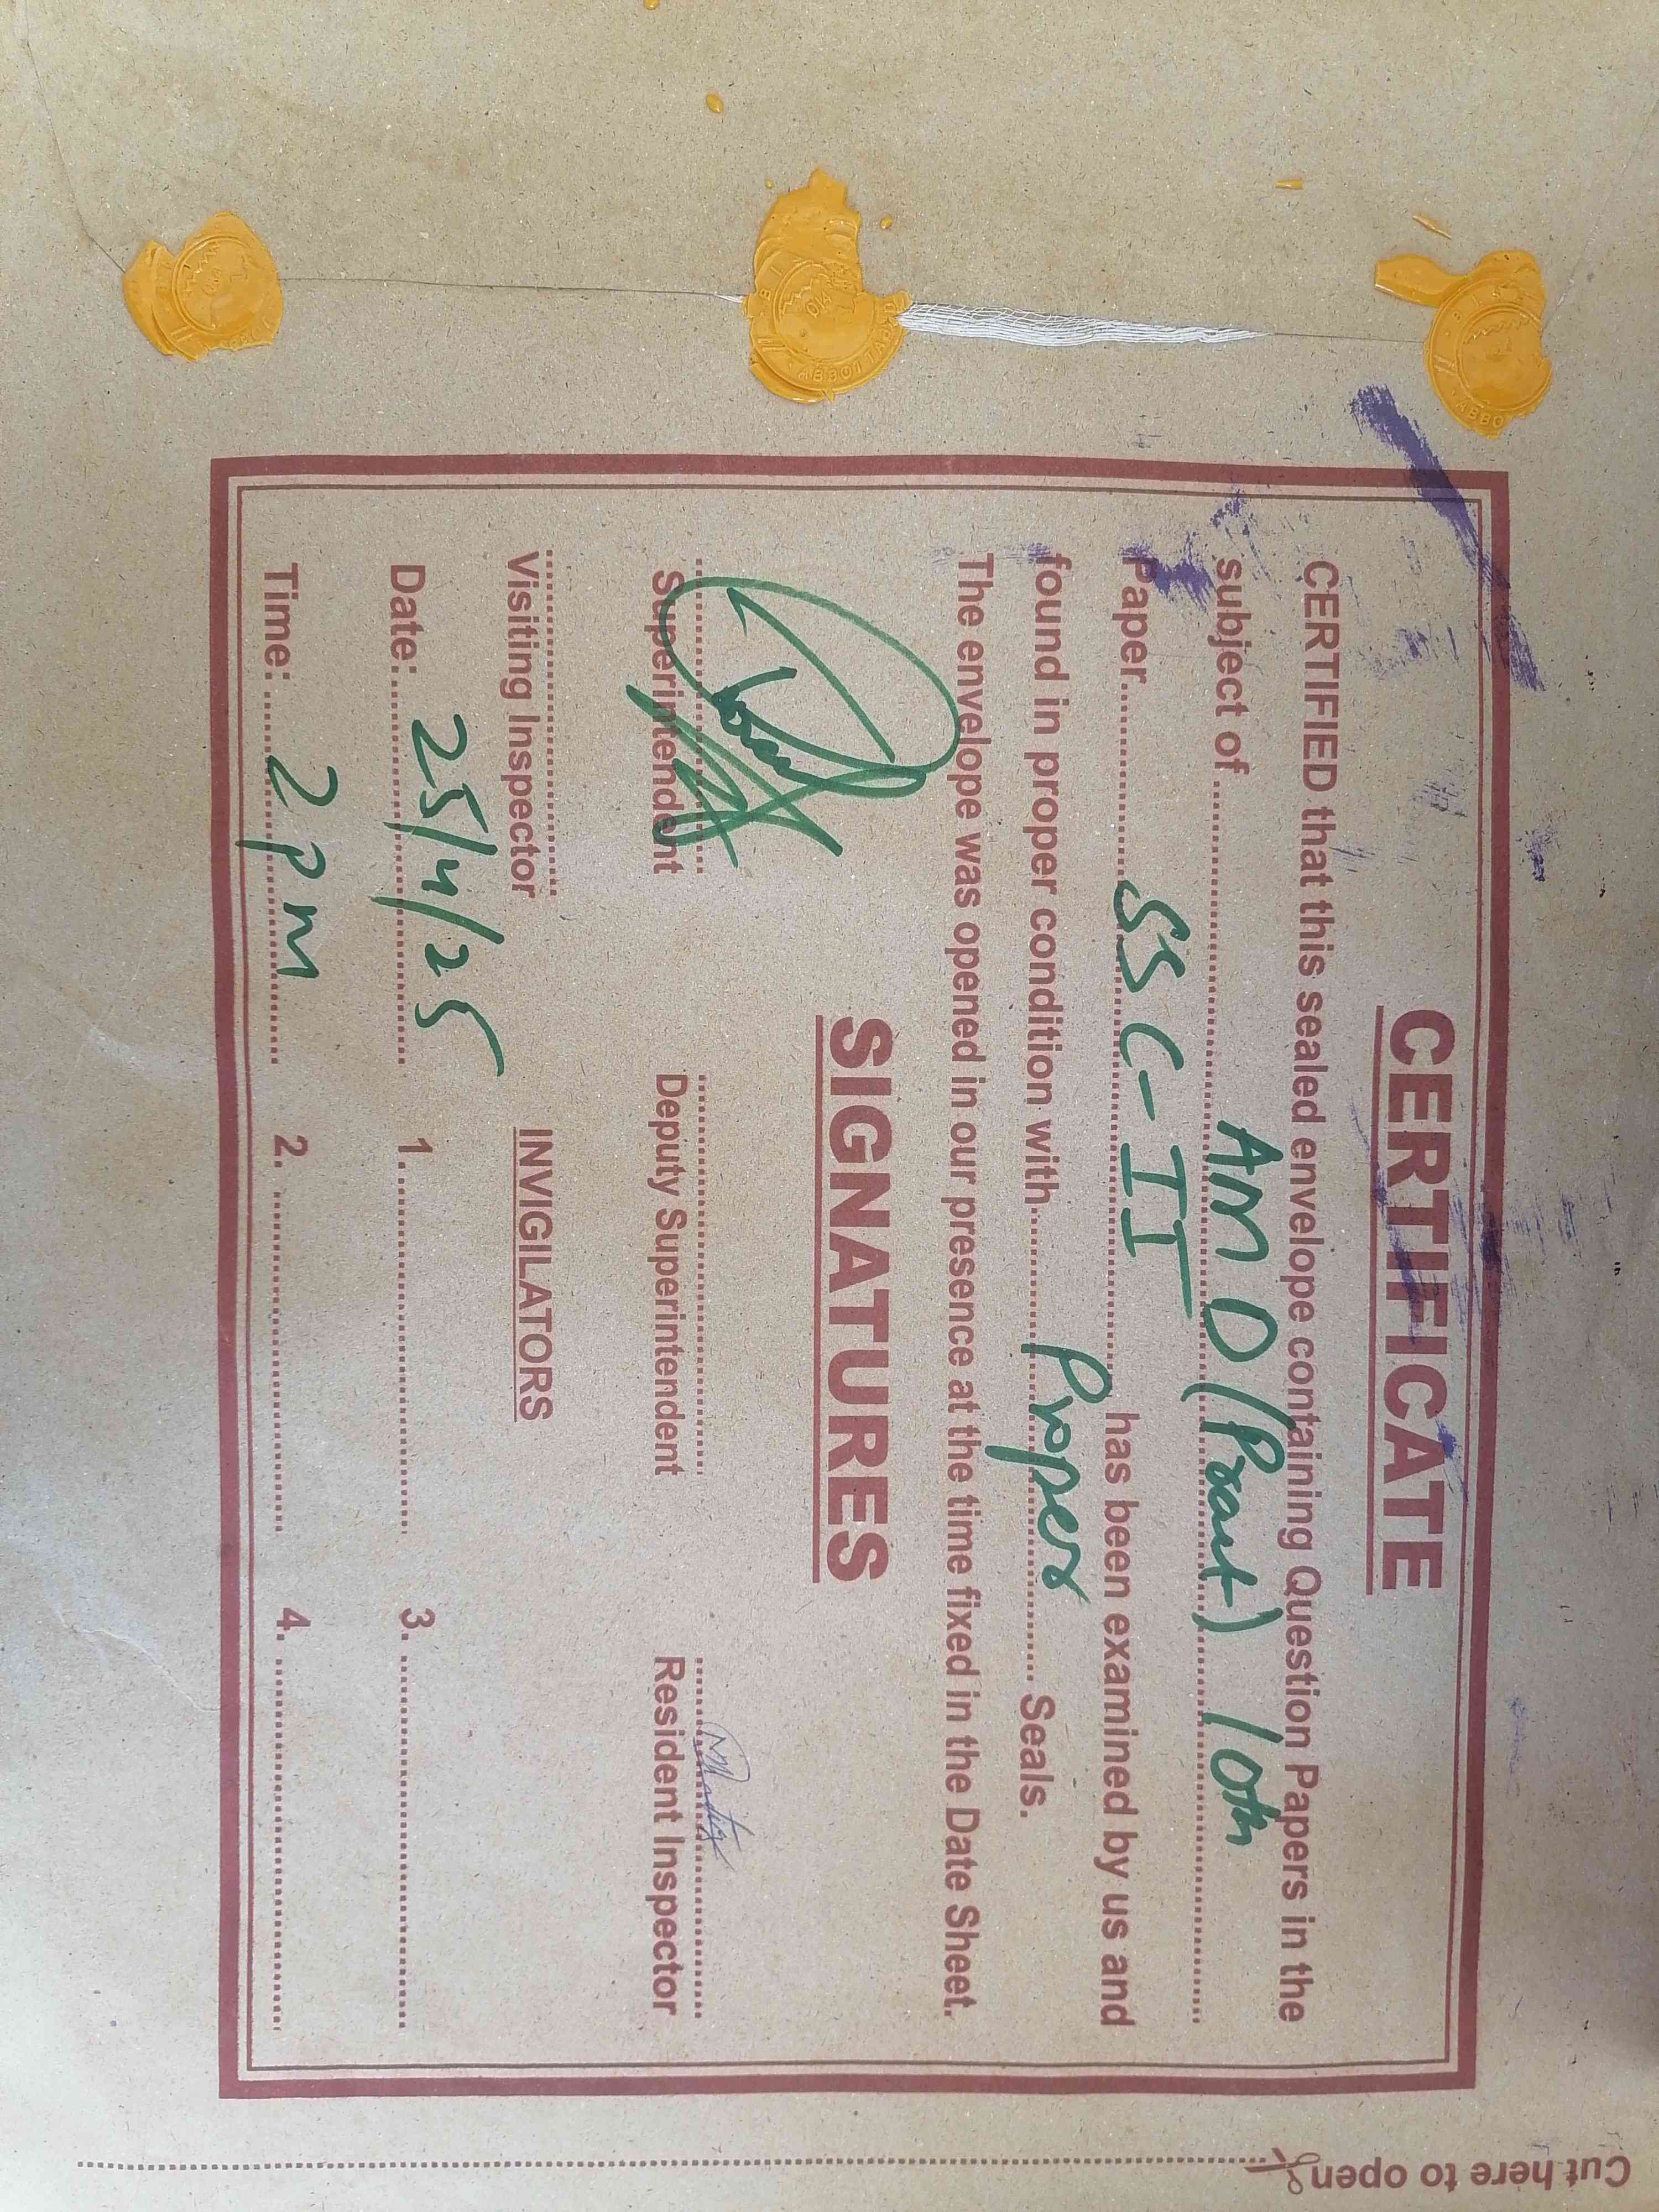 CERTIFICATE
CERTIFIED that this sealed envelope containing Question Papers in the
subject of AM D (Pract) 10th
Paper SSC-II has been examined by us and
found in proper condition with Proper Seals.
The envelope was opened in our presence at the time fixed in the Date Sheet.
SIGNATURES
Superintendent Deputy Superintendent Resident Inspector
Visiting Inspector INVIGILATORS
Date: 25/4/25 1. 3.
Time: 2 pm 2. 4.
Cut here to open